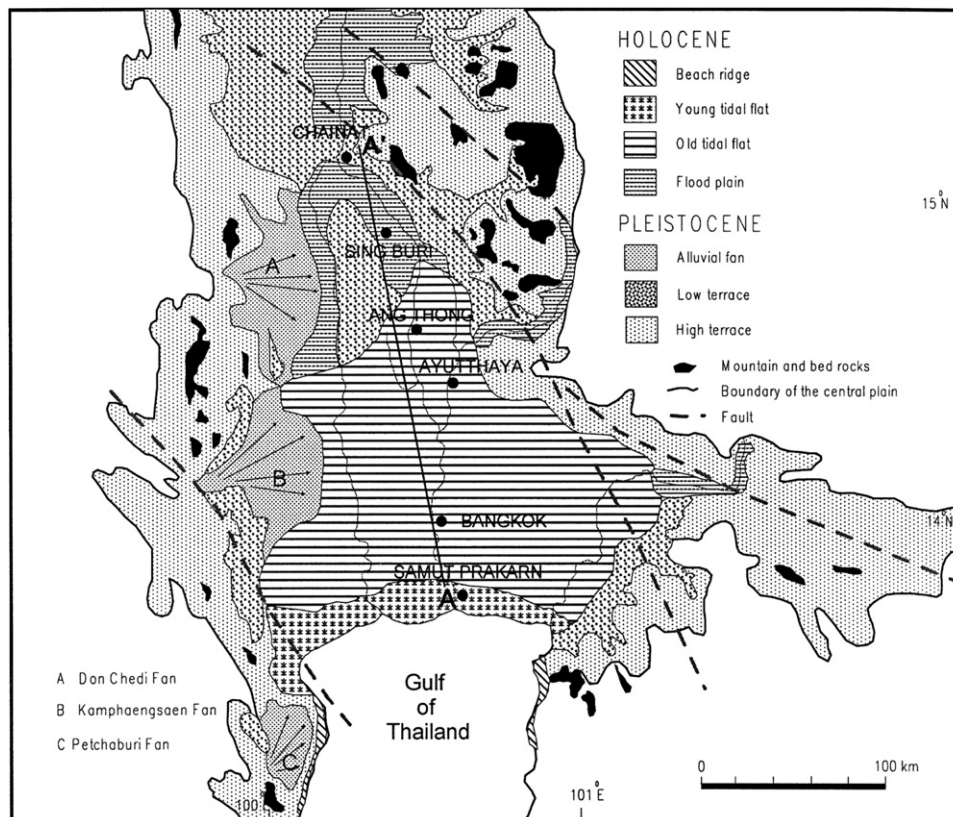 HOLOCENE
Beach ridge
Young tidal flat
Old tidal flat
Flood plain
PLEISTOCENE
Alluvial fan
Low terrace
High terrace
Mountain and bed rocks
Boundary of the central plain
Fault
15°N
CHAINAT
A'
SING BURI
A
ANG THONG
AYUTTHAYA
B
BANGKOK
14°N
SAMUT PRAKARN
A
Gulf
of
Thailand
A Don Chedi Fan
B Kamphaengsaen Fan
C Petchaburi Fan
C
0 100 km
100°
101°E